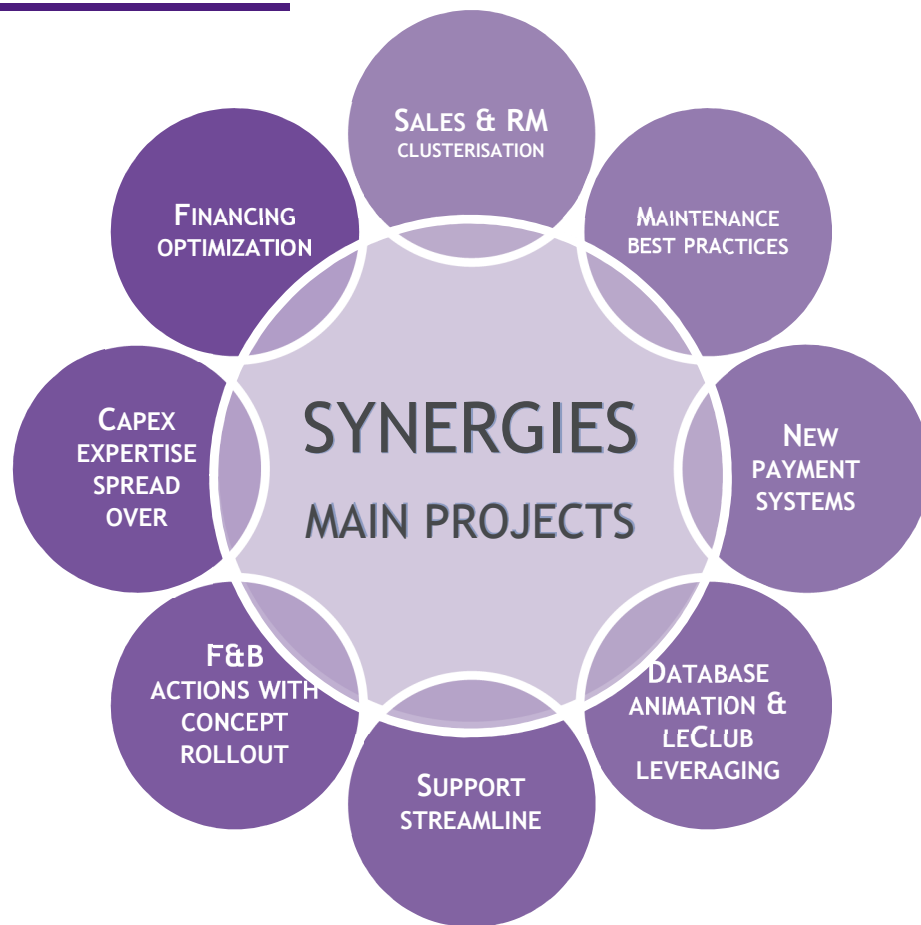 SALES & RM
CLUSTERISATION
MAINTENANCE
BEST PRACTICES
NEW
PAYMENT
SYSTEMS
DATABASE
ANIMATION &
LECLUB
LEVERAGING
SUPPORT
STREAMLINE
F&B
ACTIONS WITH
CONCEPT
ROLLOUT
CAPEX
EXPERTISE
SPREAD
OVER
FINANCING
OPTIMIZATION
SYNERGIES
MAIN PROJECTS